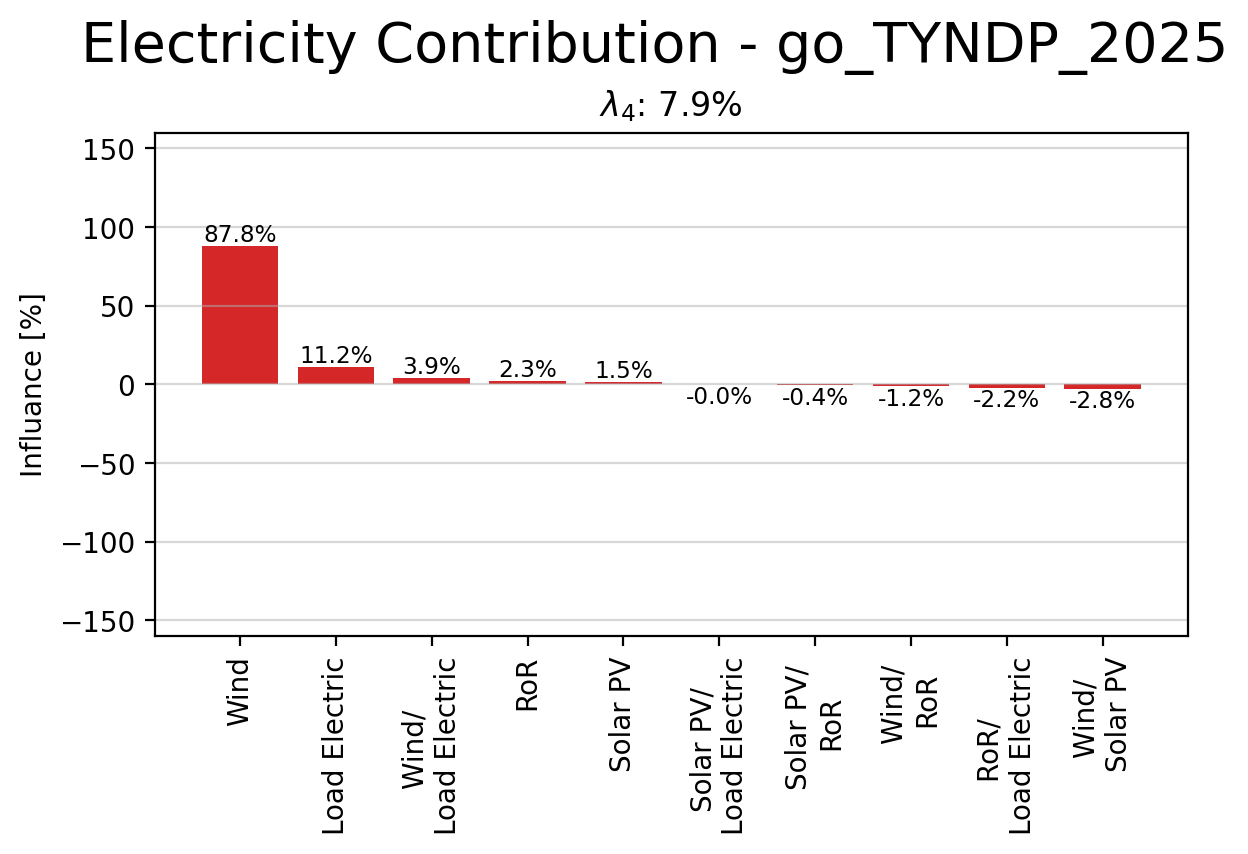 Electricity Contribution - go_TYNDP_2025
λ4: 7.9%
Influance [%]
150
100
50
0
−50
−100
−150
87.8%
11.2%
3.9%
2.3%
1.5%
-0.0%
-0.4%
-1.2%
-2.2%
-2.8%
Wind
Load Electric
Wind/
Load Electric
RoR
Solar PV
Solar PV/
Load Electric
Solar PV/
RoR
Wind/
RoR
RoR/
Load Electric
Wind/
Solar PV